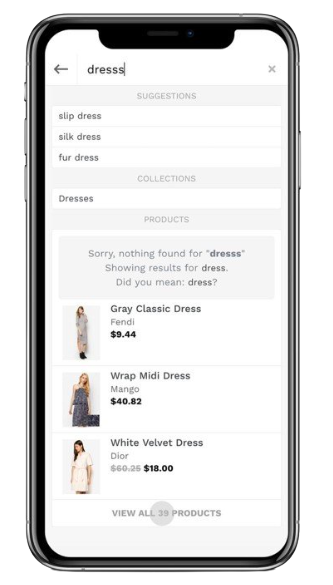 dresss
SUGGESTIONS
slip dress
silk dress
fur dress
COLLECTIONS
Dresses
PRODUCTS
Sorry, nothing found for "dresss"
Showing results for dress.
Did you mean: dress?
Gray Classic Dress
Fendi
$9.44
Wrap Midi Dress
Mango
$40.82
White Velvet Dress
Dior
$60.25 $18.00
VIEW ALL 39 PRODUCTS